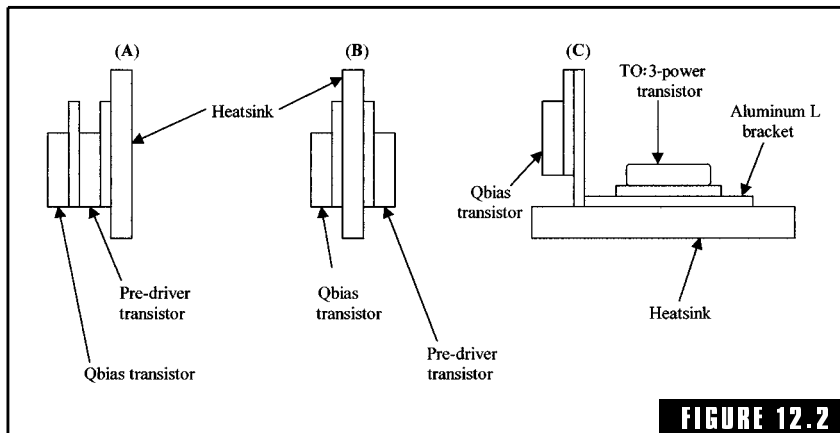 (A)
(B)
(C)
Heatsink
TO:3-power
transistor
Aluminum L
bracket
Qbias
transistor
Pre-driver
transistor
Qbias transistor
Qbias
transistor
Pre-driver
transistor
Heatsink
FIGURE 12.2